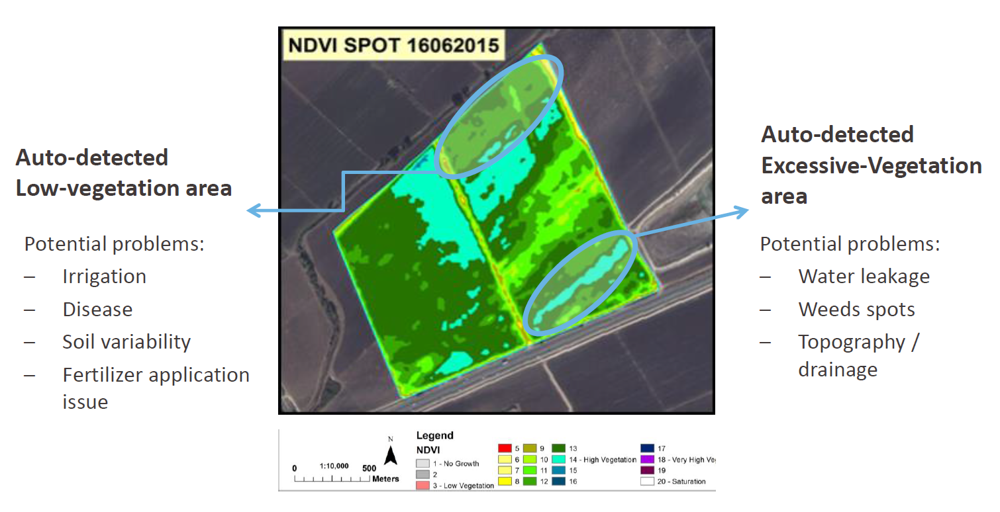 NDVI SPOT 16062015
Auto-detected
Low-vegetation area
Potential problems:
– Irrigation
– Disease
– Soil variability
– Fertilizer application
issue
Auto-detected
Excessive-Vegetation
area
Potential problems:
– Water leakage
– Weeds spots
– Topography /
drainage
N
0 1:10,000 500
Meters
Legend
NDVI
1 - No Growth
2
3 - Low Vegetation
5
6
7
8
9
10
11
12
13
14 - High Vegetation
15
16
17
18 - Very High Ve
19
20 - Saturation